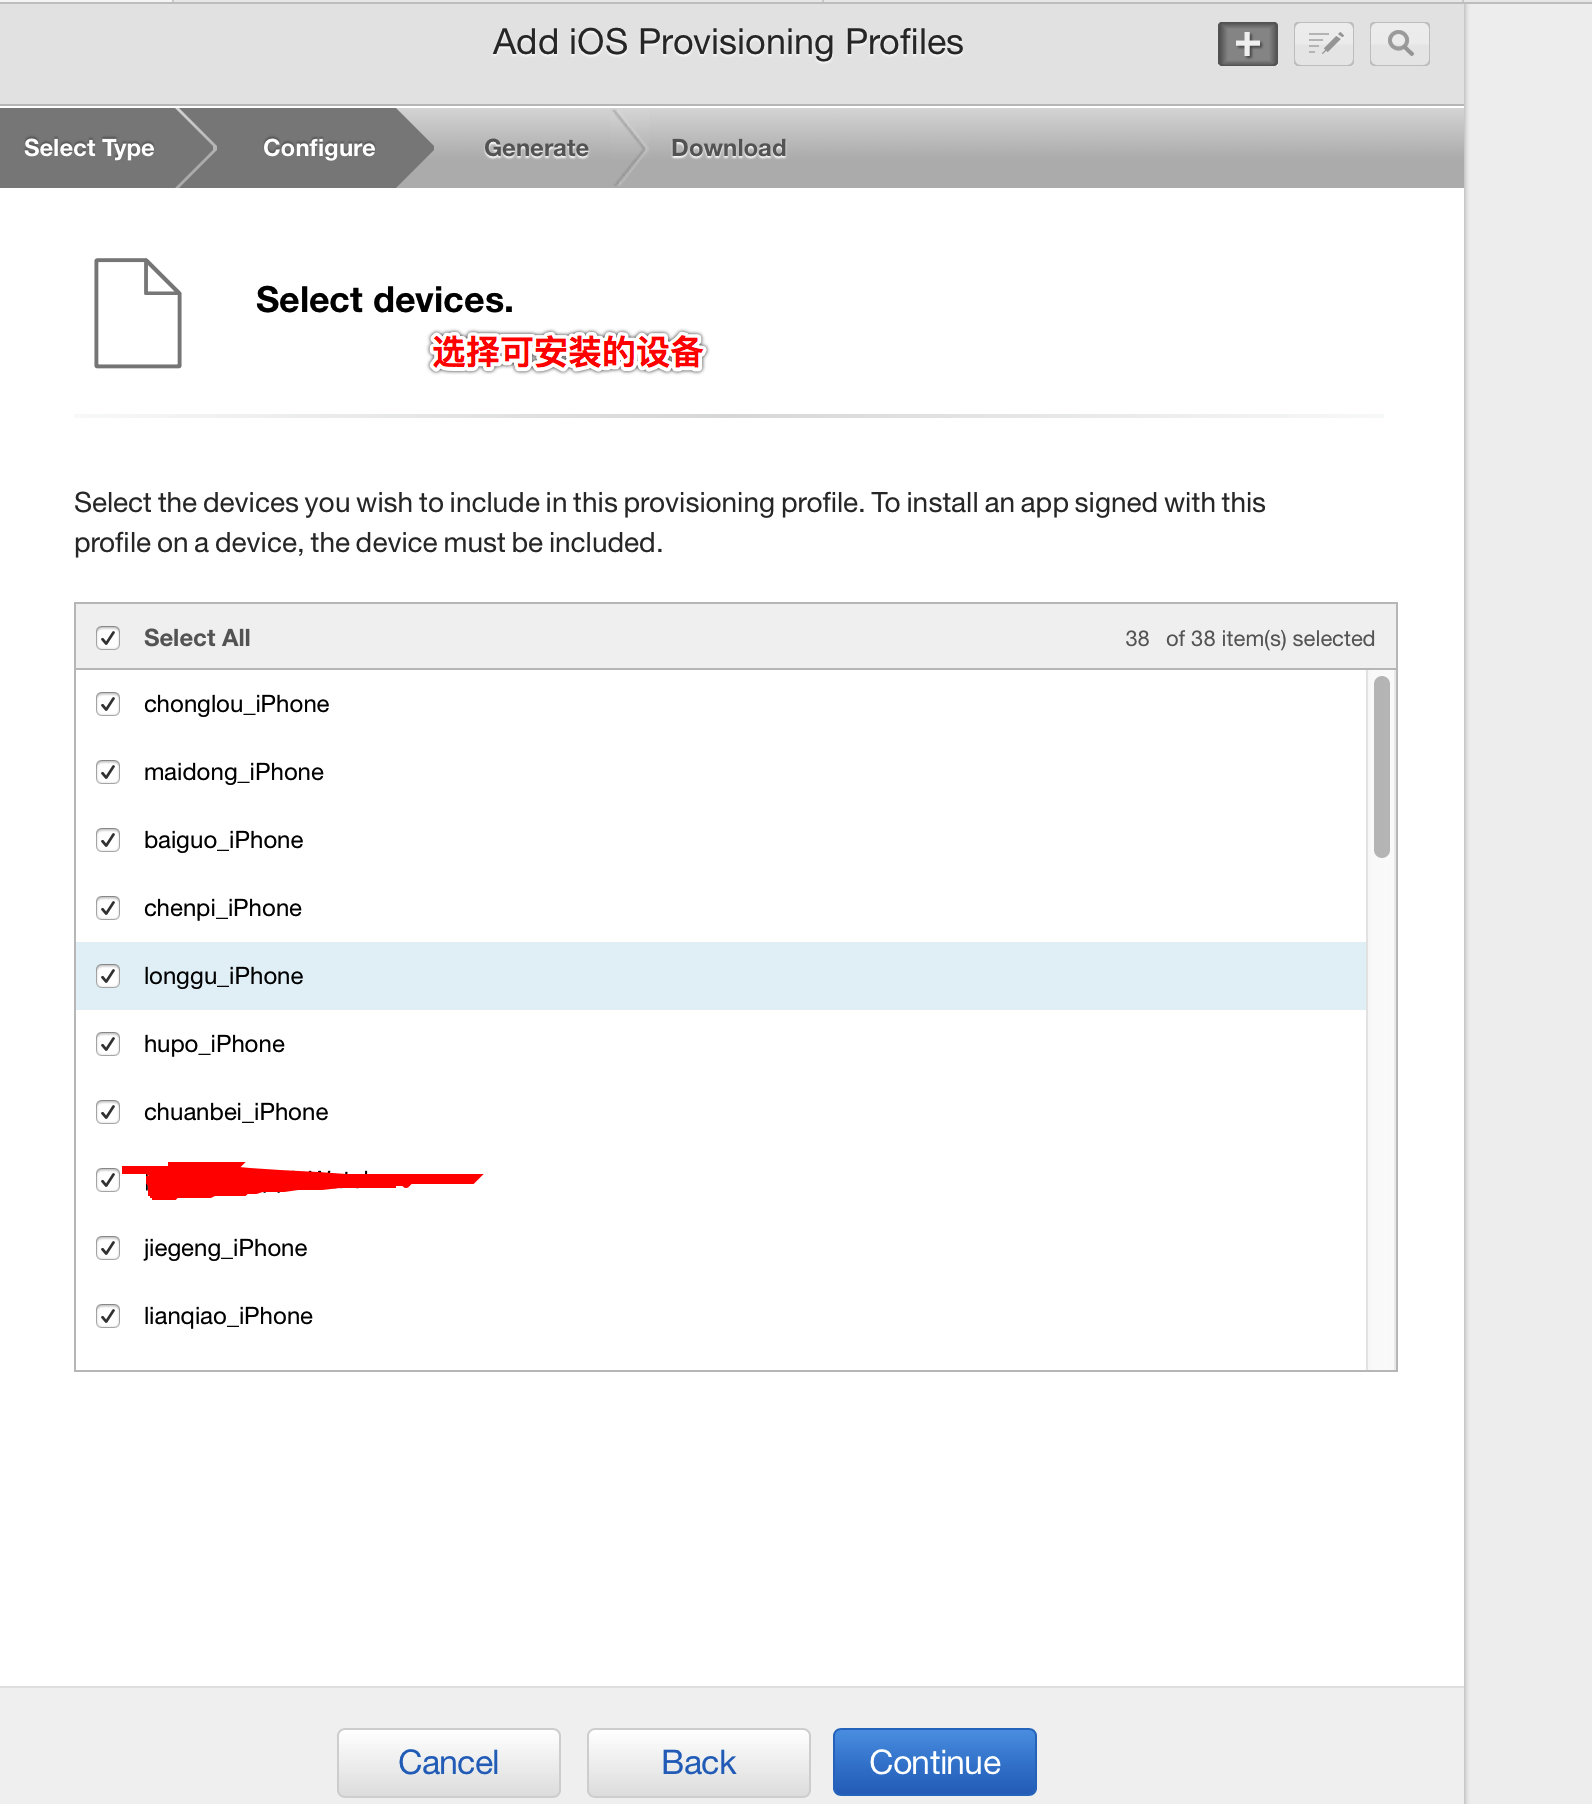 Add iOS Provisioning Profiles
Select Type
Configure
Generate
Download
Select devices.
选择可安装的设备
Select the devices you wish to include in this provisioning profile. To install an app signed with this
profile on a device, the device must be included.
Select All
38 of 38 item(s) selected
chonglou_iPhone
maidong_iPhone
baiguo_iPhone
chenpi_iPhone
longgu_iPhone
hupo_iPhone
chuanbei_iPhone
jiegeng_iPhone
lianqiao_iPhone
Cancel
Back
Continue